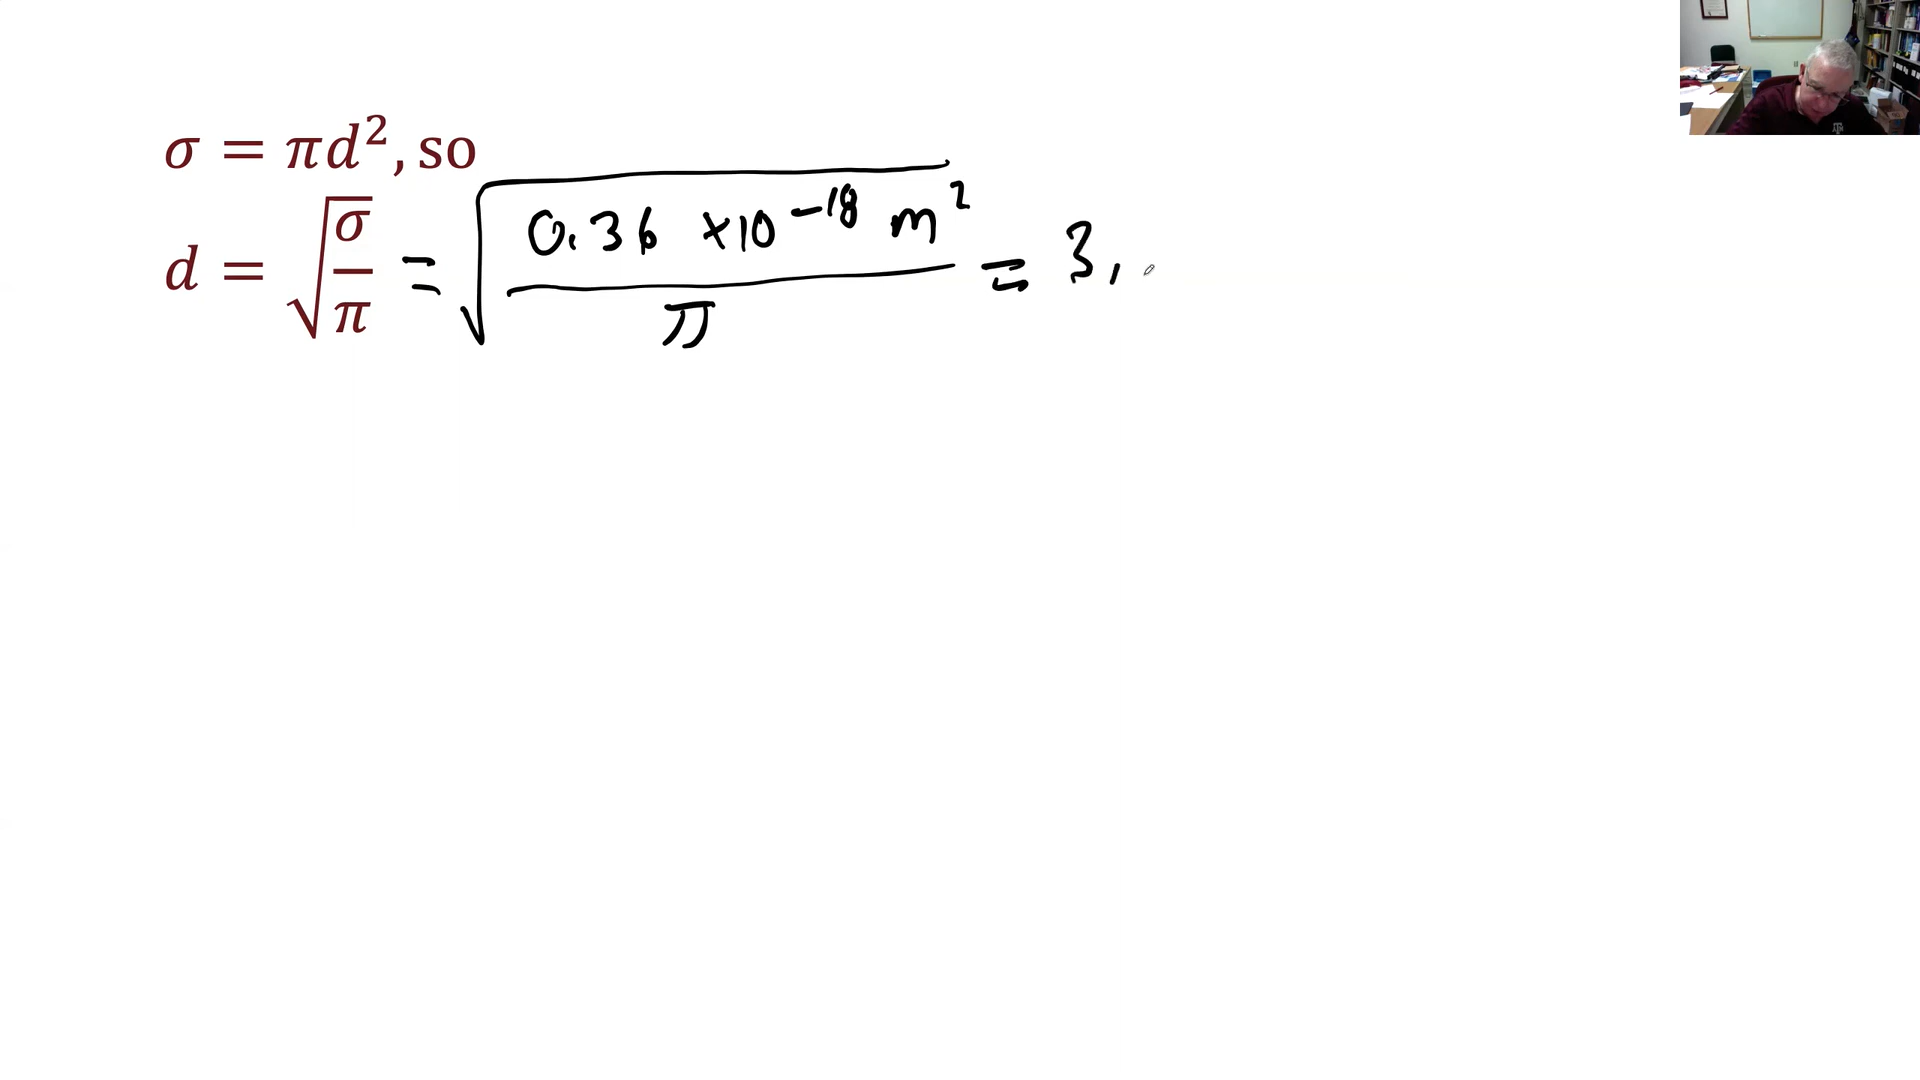 σ = πd², so
d = √(σ/π) = √(0.36 ×10⁻¹⁸ m² / π) = 3.